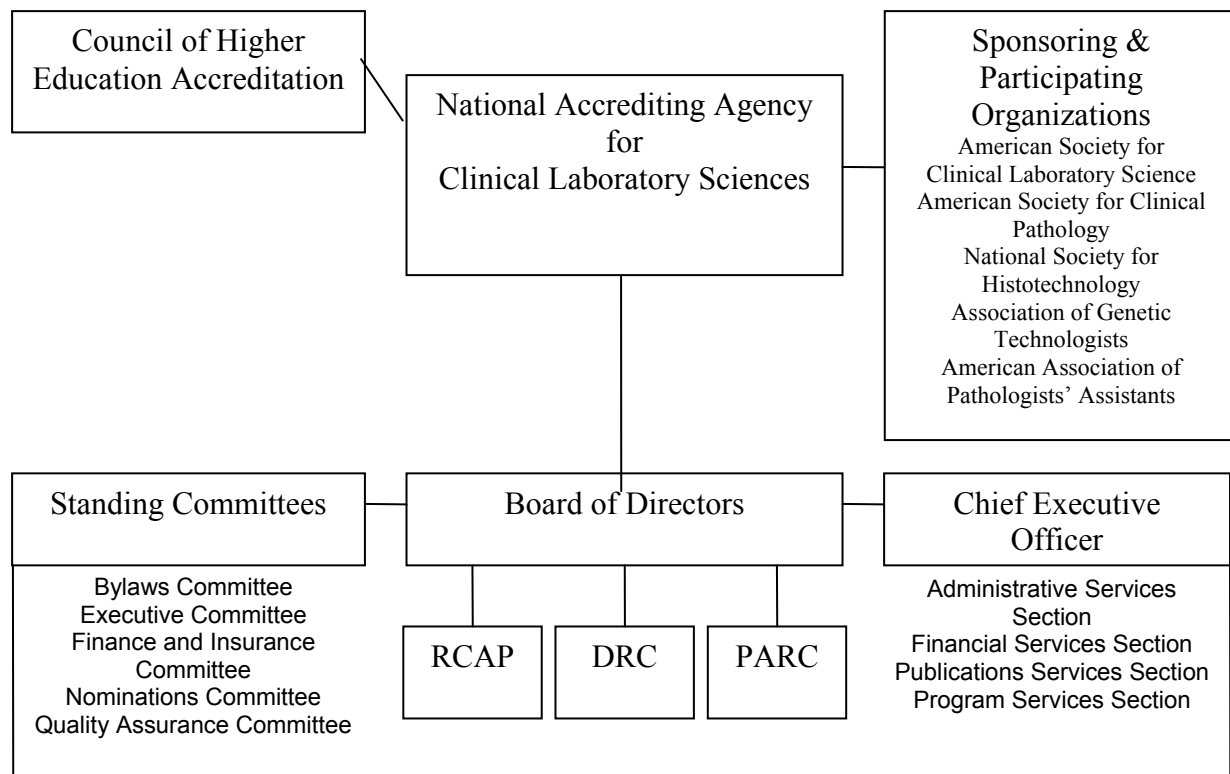 Council of Higher
Education Accreditation
National Accrediting Agency
for
Clinical Laboratory Sciences
Sponsoring &
Participating
Organizations
American Society for
Clinical Laboratory Science
American Society for Clinical
Pathology
National Society for
Histotechnology
Association of Genetic
Technologists
American Association of
Pathologists’ Assistants
Standing Committees
Bylaws Committee
Executive Committee
Finance and Insurance
Committee
Nominations Committee
Quality Assurance Committee
Board of Directors
RCAP
DRC
PARC
Chief Executive
Officer
Administrative Services
Section
Financial Services Section
Publications Services Section
Program Services Section